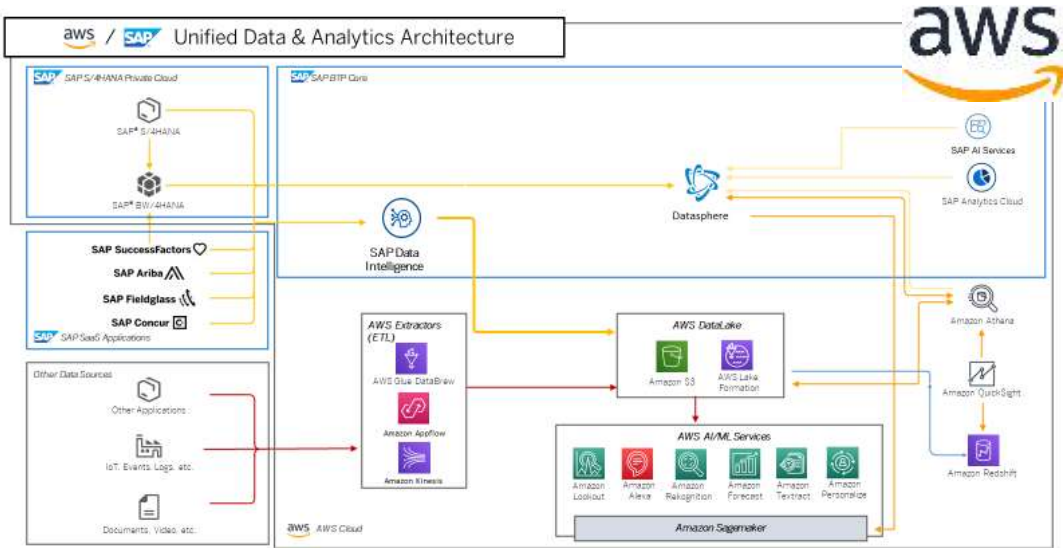 aws / SAP Unified Data & Analytics Architecture
aws
SAP SAP S/4HANA Private Cloud
SAP® S/4HANA
SAP® BW/4HANA
SAP SuccessFactors
SAP Ariba
SAP Fieldglass
SAP Concur
SAP SAP SaaS Applications
Other Data Sources
Other Applications
IoT, Events, Logs, etc.
Documents, Video, etc.
SAP SAP BTP Core
SAP Data
Intelligence
Datasphere
SAP AI Services
SAP Analytics Cloud
AWS Extractors
(ETL)
AWS Glue DataBrew
Amazon Appflow
Amazon Kinesis
AWS DataLake
Amazon S3
AWS Lake
Formation
AWS AI/ML Services
Amazon
Lookout
Amazon
Alexa
Amazon
Rekognition
Amazon
Forecast
Amazon
Textract
Amazon
Personalize
Amazon Sagemaker
Amazon Athena
Amazon QuickSight
Amazon Redshift
aws AWS Cloud